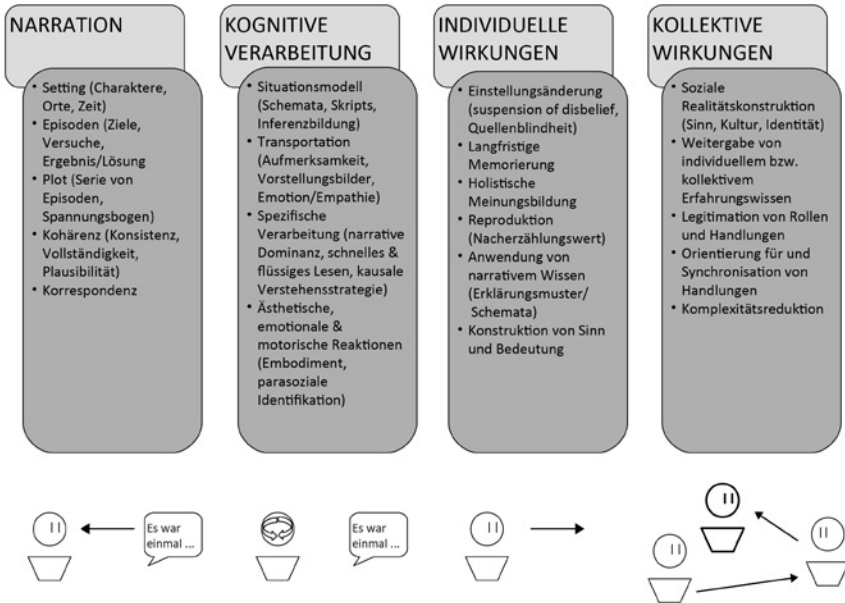 NARRATION
• Setting (Charaktere,
Orte, Zeit)
• Episoden (Ziele,
Versuche,
Ergebnis/Lösung
• Plot (Serie von
Episoden,
Spannungsbogen)
• Kohärenz (Konsistenz,
Vollständigkeit,
Plausibilität)
• Korrespondenz
KOGNITIVE
VERARBEITUNG
• Situationsmodell
(Schemata, Skripts,
Inferenzbildung)
• Transportation
(Aufmerksamkeit,
Vorstellungsbilder,
Emotion/Empathie)
• Spezifische
Verarbeitung (narrative
Dominanz, schnelles &
flüssiges Lesen, kausale
Verstehensstrategie)
• Ästhetische,
emotionale &
motorische Reaktionen
(Embodiment,
parasoziale
Identifikation)
INDIVIDUELLE
WIRKUNGEN
• Einstellungsänderung
(suspension of disbelief,
Quellenblindheit)
• Langfristige
Memorierung
• Holistische
Meinungsbildung
• Reproduktion
(Nacherzählungswert)
• Anwendung von
narrativem Wissen
(Erklärungsmuster/
Schemata)
• Konstruktion von Sinn
und Bedeutung
KOLLEKTIVE
WIRKUNGEN
• Soziale
Realitätskonstruktion
(Sinn, Kultur, Identität)
• Weitergabe von
individuellem bzw.
kollektivem
Erfahrungswissen
• Legitimation von Rollen
und Handlungen
• Orientierung für und
Synchronisation von
Handlungen
• Komplexitätsreduktion
Es war
einmal ...
Es war
einmal ...